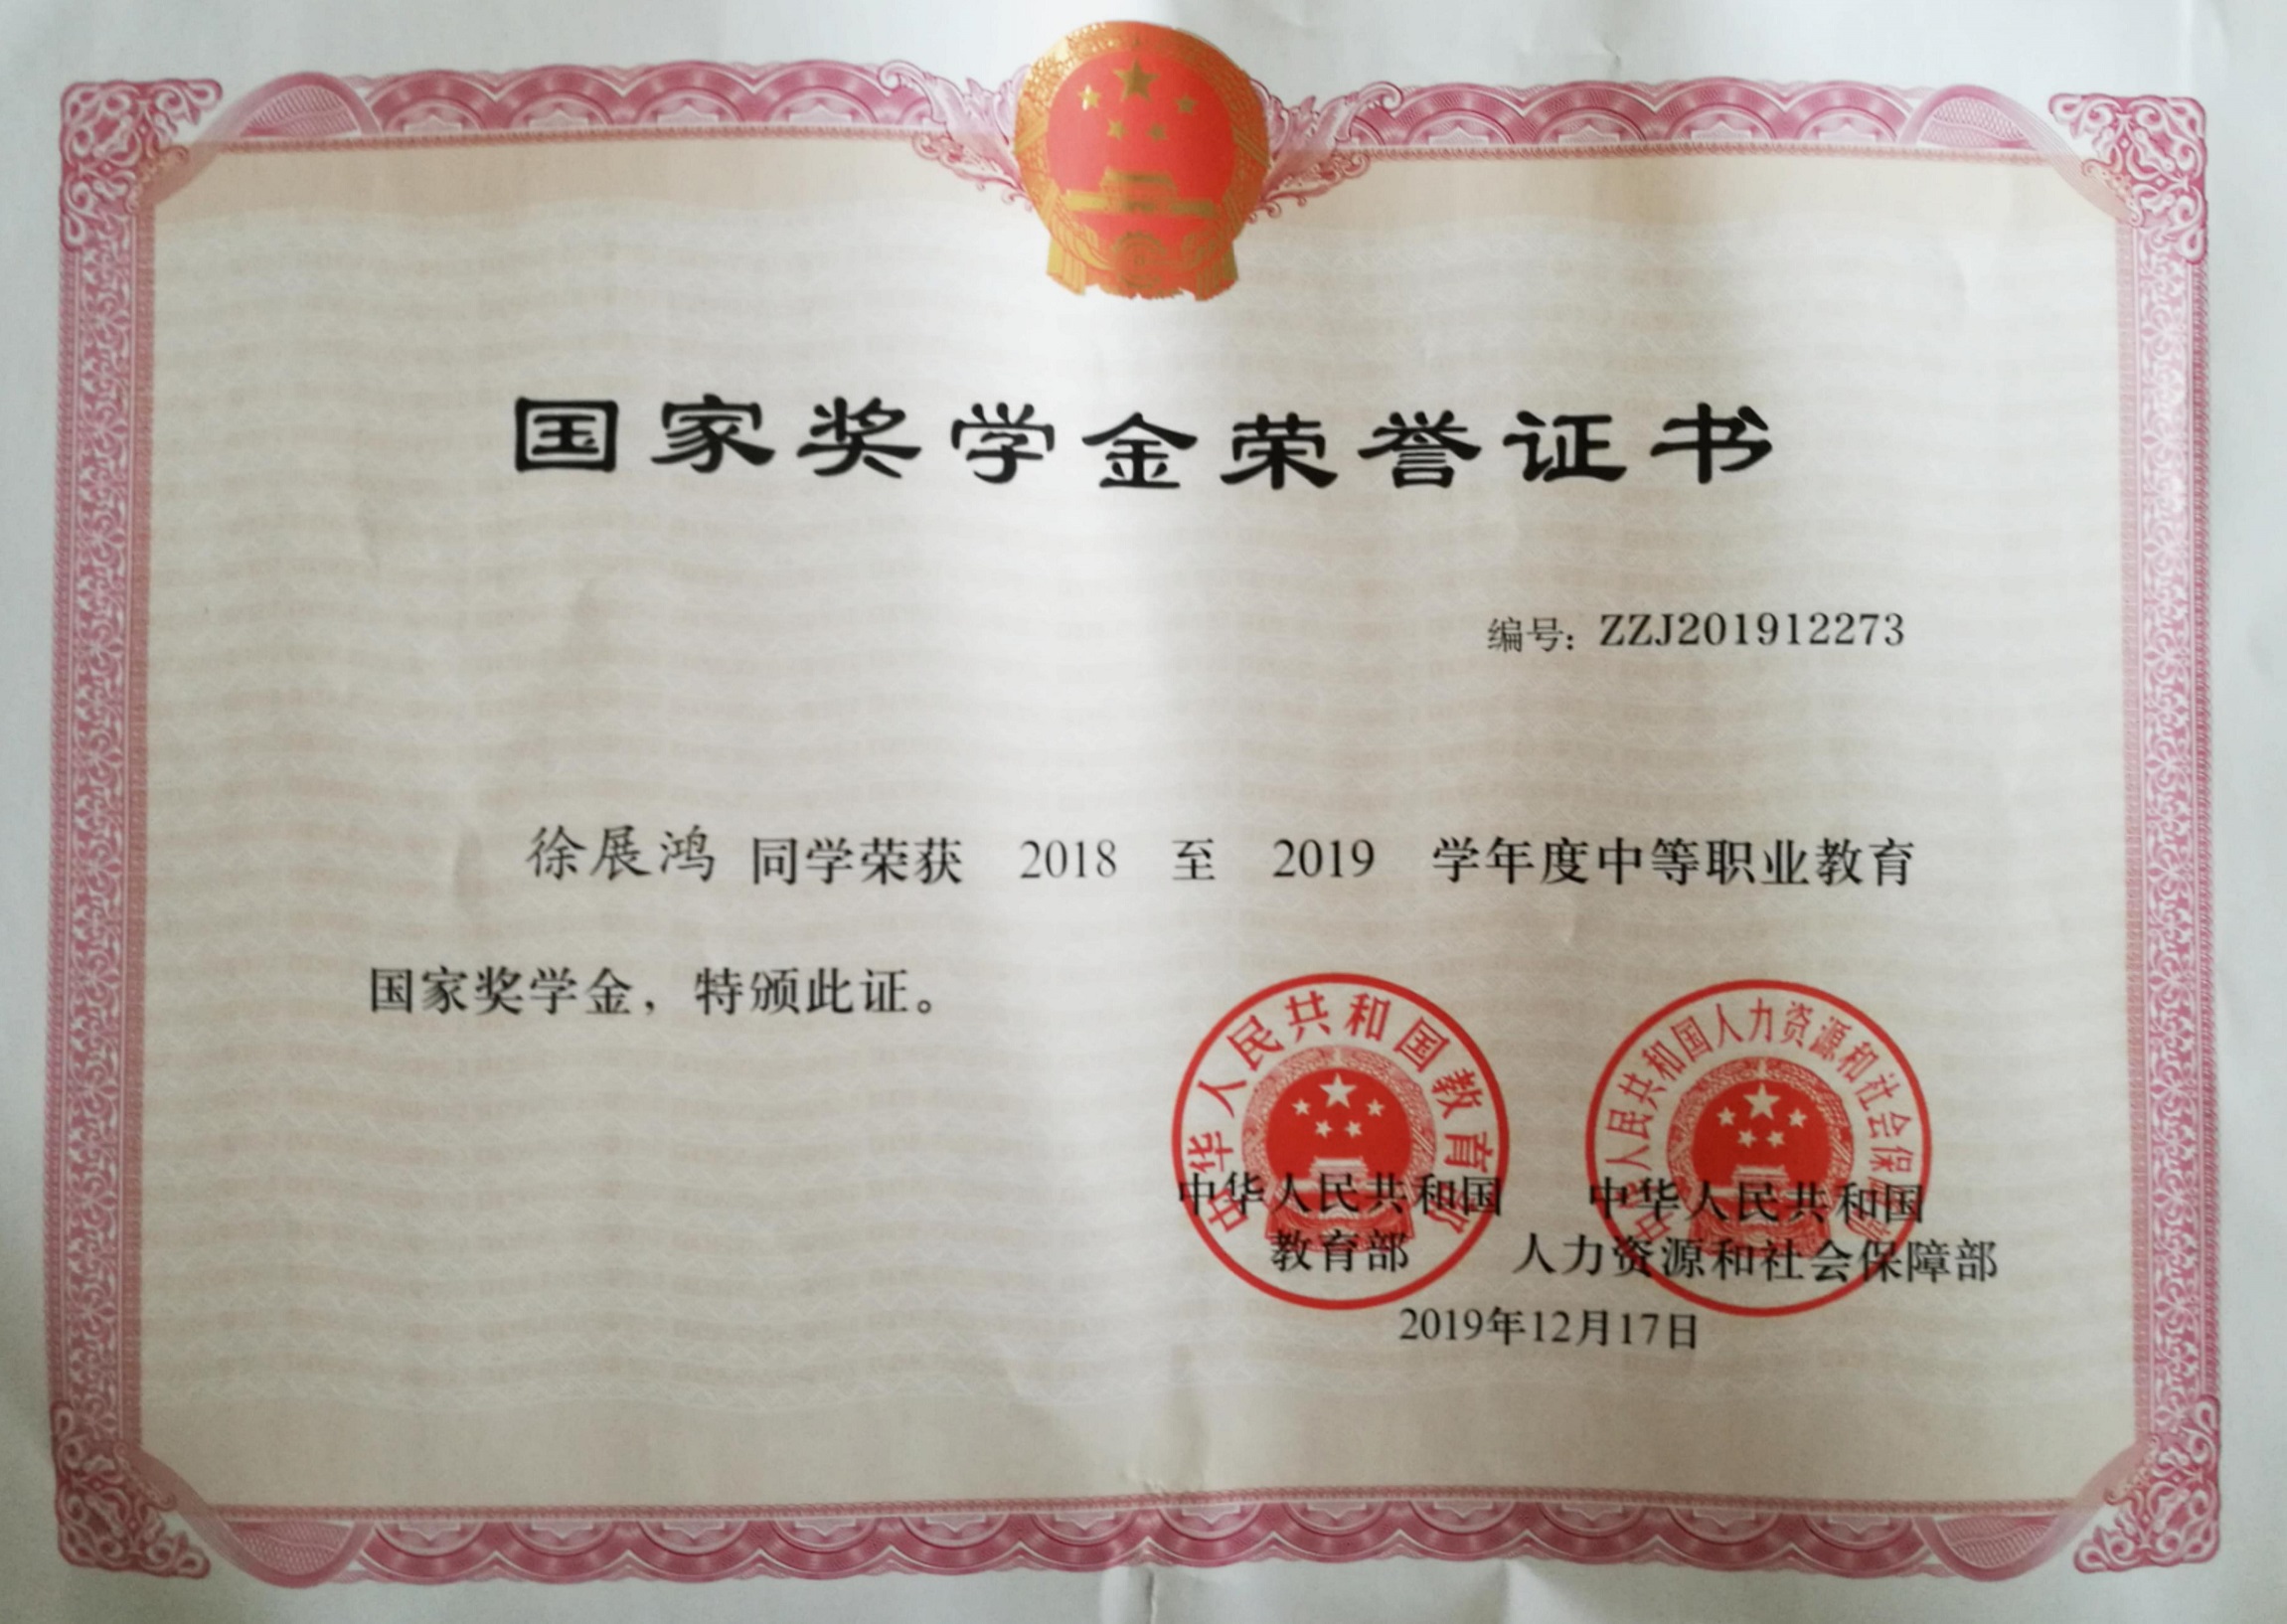 国家奖学金荣誉证书
编号：ZZJ201912273
徐展鸿 同学荣获 2018 至 2019 学年度中等职业教育
国家奖学金，特颁此证。
中华人民共和国教育部
中华人民共和国人力资源和社会保障部
中华人民共和国
教育部
中华人民共和国
人力资源和社会保障部
2019年12月17日